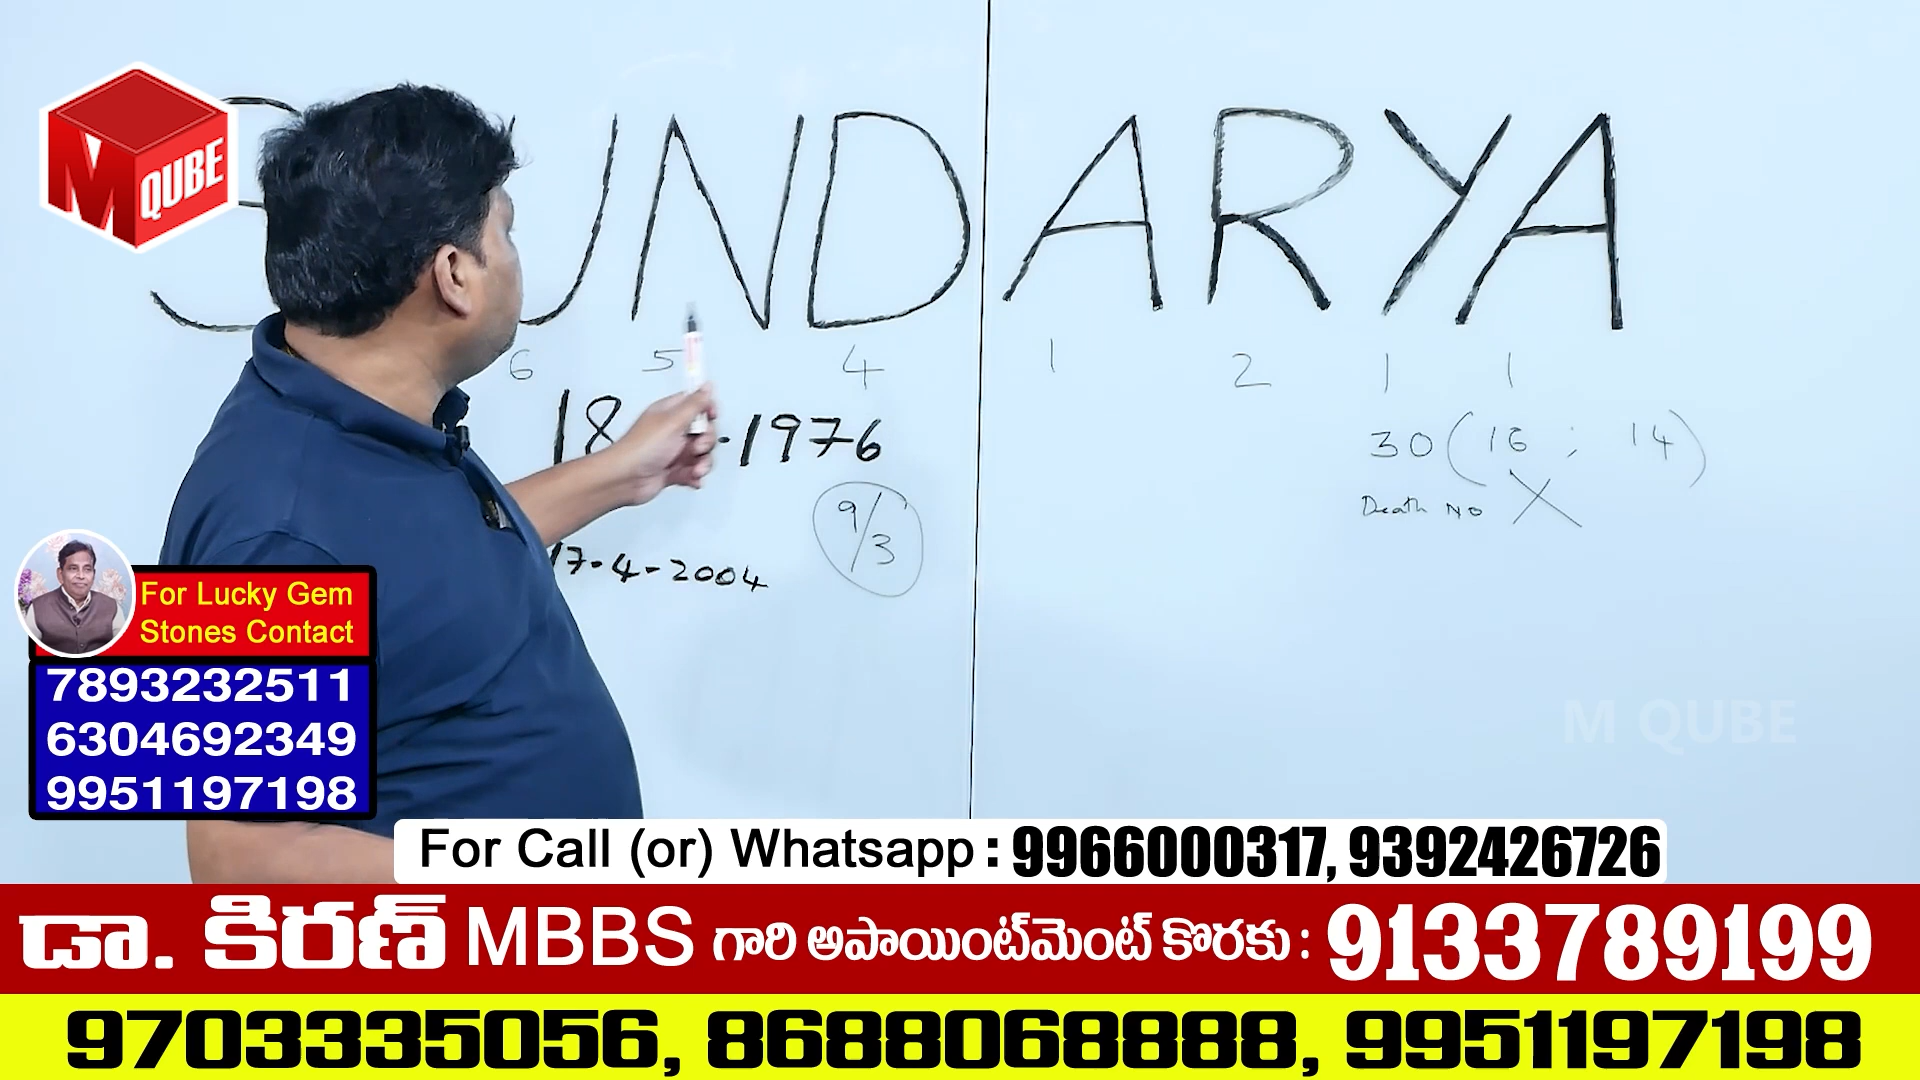 M QUBE
S UNDARYA
6 5 4 1 2 1 1
18 -1976
30 ( 16 ; 14 )
9/3
Death No X
17-4-2004
For Lucky Gem
Stones Contact
7893232511
6304692349
9951197198
M QUBE
For Call (or) Whatsapp : 9966000317, 9392426726
డా. కిరణ్ MBBS గారి అపాయింట్‌మెంట్ కొరకు : 9133789199
9703335056, 8688068888, 9951197198